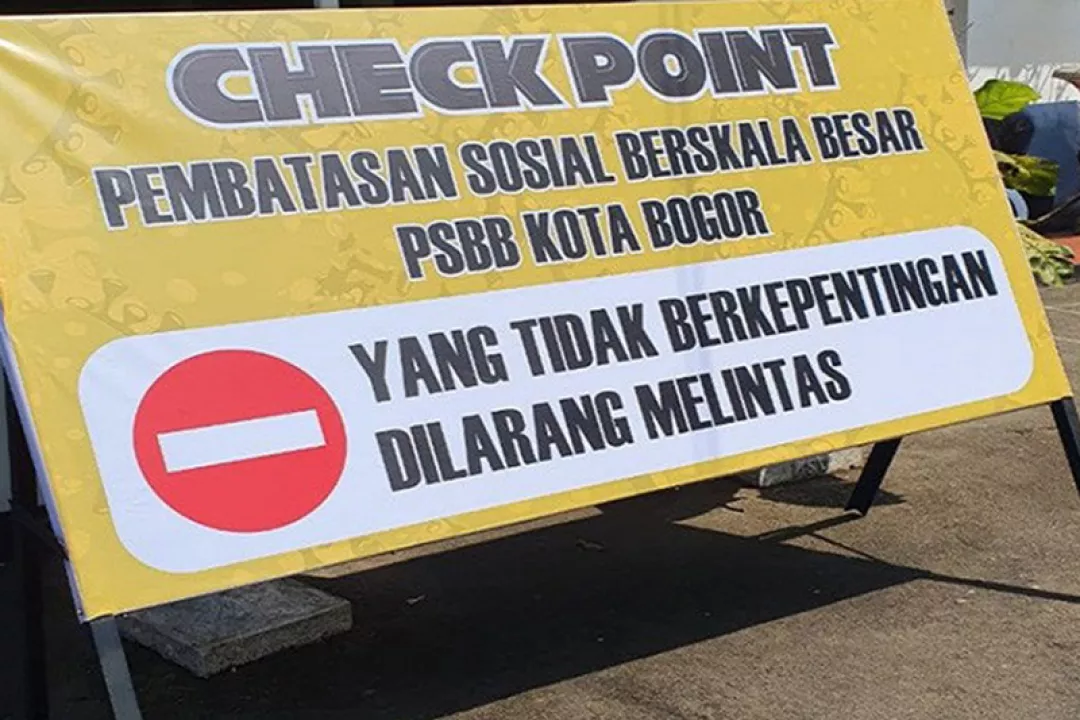 CHECK POINT
PEMBATASAN SOSIAL BERSKALA BESAR
PSBB KOTA BOGOR
YANG TIDAK BERKEPENTINGAN
DILARANG MELINTAS